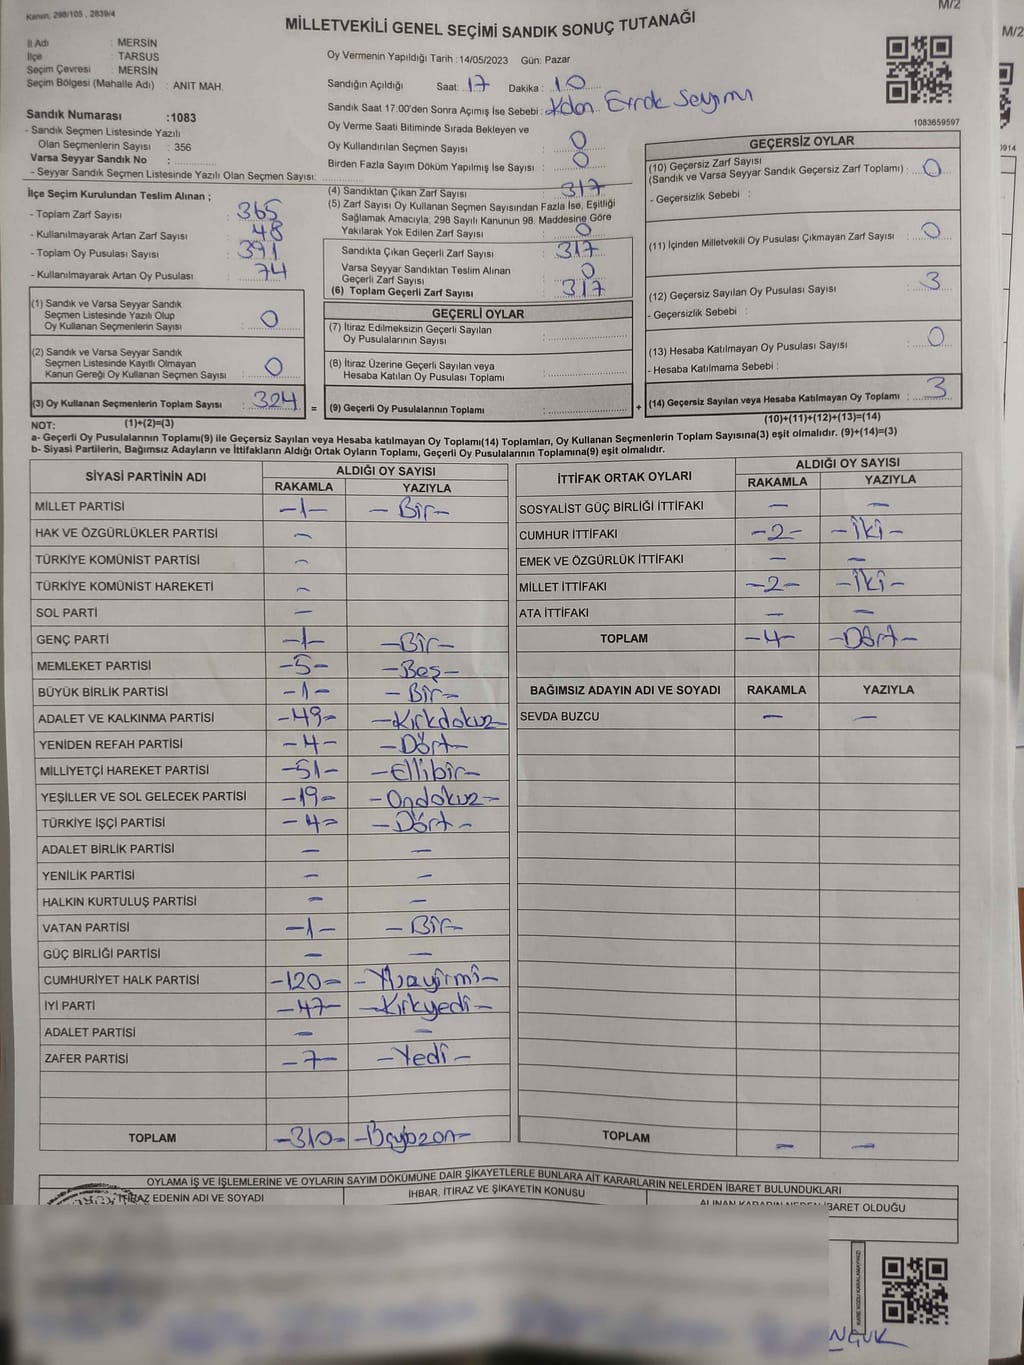 Kanun, 298/105 , 2839/4
M/2
MİLLETVEKİLİ GENEL SEÇİMİ SANDIK SONUÇ TUTANAĞI
M/2
İl Adı : MERSİN
İlçe : TARSUS
Seçim Çevresi : MERSİN
Seçim Bölgesi (Mahalle Adı) : ANIT MAH.
Oy Vermenin Yapıldığı Tarih : 14/05/2023 Gün: Pazar
Sandığın Açıldığı Saat: 17 Dakika : 10
Sandık Saat 17:00'den Sonra Açımış İse Sebebi :
Oy Verme Saati Bitiminde Sırada Bekleyen ve
Oy Kullandırılan Seçmen Sayısı : 0
Birden Fazla Sayım Döküm Yapılmış İse Sayısı : 0
1083659597
Sandık Numarası :1083
- Sandık Seçmen Listesinde Yazılı
Olan Seçmenlerin Sayısı : 356
Varsa Seyyar Sandık No :
- Seyyar Sandık Seçmen Listesinde Yazılı Olan Seçmen Sayısı:
İlçe Seçim Kurulundan Teslim Alınan ;
- Toplam Zarf Sayısı : 365
- Kullanılmayarak Artan Zarf Sayısı : 48
- Toplam Oy Pusulası Sayısı : 391
- Kullanılmayarak Artan Oy Pusulası : 74
(1) Sandık ve Varsa Seyyar Sandık
Seçmen Listesinde Yazılı Olup
Oy Kullanan Seçmenlerin Sayısı : 0
(2) Sandık ve Varsa Seyyar Sandık
Seçmen Listesinde Kayıtlı Olmayan
Kanun Gereği Oy Kullanan Seçmen Sayısı : 0
(3) Oy Kullanan Seçmenlerin Toplam Sayısı : 324 =
(4) Sandıktan Çıkan Zarf Sayısı : 317
(5) Zarf Sayısı Oy Kullanan Seçmen Sayısından Fazla İse, Eşitliği
Sağlamak Amacıyla; 298 Sayılı Kanunun 98. Maddesine Göre
Yakılarak Yok Edilen Zarf Sayısı : 0
Sandıkta Çıkan Geçerli Zarf Sayısı : 317
Varsa Seyyar Sandıktan Teslim Alınan
Geçerli Zarf Sayısı : 0
(6) Toplam Geçerli Zarf Sayısı : 317
GEÇERLİ OYLAR
(7) İtiraz Edilmeksizin Geçerli Sayılan
Oy Pusulalarının Sayısı :
(8) İtiraz Üzerine Geçerli Sayılan veya
Hesaba Katılan Oy Pusulası Toplamı :
(9) Geçerli Oy Pusulalarının Toplamı : +
GEÇERSİZ OYLAR
(10) Geçersiz Zarf Sayısı
(Sandık ve Varsa Seyyar Sandık Geçersiz Zarf Toplamı) : 0
- Geçersizlik Sebebi :
(11) İçinden Milletvekili Oy Pusulası Çıkmayan Zarf Sayısı : 0
(12) Geçersiz Sayılan Oy Pusulası Sayısı : 3
- Geçersizlik Sebebi :
(13) Hesaba Katılmayan Oy Pusulası Sayısı : 0
- Hesaba Katılmama Sebebi :
(14) Geçersiz Sayılan veya Hesaba Katılmayan Oy Toplamı : 3
NOT: (1)+(2)=(3)
(10)+(11)+(12)+(13)=(14)
a- Geçerli Oy Pusulalarının Toplamı(9) ile Geçersiz Sayılan veya Hesaba katılmayan Oy Toplamı(14) Toplamları, Oy Kullanan Seçmenlerin Toplam Sayısına(3) eşit olmalıdır. (9)+(14)=(3)
b- Siyasi Partilerin, Bağımsız Adayların ve İttifakların Aldığı Ortak Oyların Toplamı, Geçerli Oy Pusulalarının Toplamına(9) eşit olmalıdır.
SİYASİ PARTİNİN ADI ALDIĞI OY SAYISI
RAKAMLA YAZIYLA
MİLLET PARTİSİ -1- -Bir-
HAK VE ÖZGÜRLÜKLER PARTİSİ -
TÜRKİYE KOMÜNİST PARTİSİ -
TÜRKİYE KOMÜNİST HAREKETİ -
SOL PARTİ -
GENÇ PARTİ -1- -Bir-
MEMLEKET PARTİSİ -5- -Beş-
BÜYÜK BİRLİK PARTİSİ -1- -Bir-
ADALET VE KALKINMA PARTİSİ -49- -Kırkdokuz
YENİDEN REFAH PARTİSİ -4- -Dört-
MİLLİYETÇİ HAREKET PARTİSİ -51- -Ellibir-
YEŞİLLER VE SOL GELECEK PARTİSİ -19- -Ondokuz-
TÜRKİYE İŞÇİ PARTİSİ -4- -Dört-
ADALET BİRLİK PARTİSİ - -
YENİLİK PARTİSİ - -
HALKIN KURTULUŞ PARTİSİ - -
VATAN PARTİSİ -1- -Bir-
GÜÇ BİRLİĞİ PARTİSİ - -
CUMHURİYET HALK PARTİSİ -120- -Yüzyirmi-
İYİ PARTİ -47- -Kırkyedi-
ADALET PARTİSİ - -
ZAFER PARTİSİ -7- -Yedi-
TOPLAM -310-
İTTİFAK ORTAK OYLARI ALDIĞI OY SAYISI
RAKAMLA YAZIYLA
SOSYALİST GÜÇ BİRLİĞİ İTTİFAKI - -
CUMHUR İTTİFAKI -2- -İki-
EMEK VE ÖZGÜRLÜK İTTİFAKI - -
MİLLET İTTİFAKI -2- -İki-
ATA İTTİFAKI - -
TOPLAM -4- -Dört-
BAĞIMSIZ ADAYIN ADI VE SOYADI RAKAMLA YAZIYLA
SEVDA BUZCU - -
TOPLAM - -
OYLAMA İŞ VE İŞLEMLERİNE VE OYLARIN SAYIM DÖKÜMÜNE DAİR ŞİKAYETLERLE BUNLARA AİT KARARLARIN NELERDEN İBARET BULUNDUKLARI
İTİRAZ EDENİN ADI VE SOYADI
İHBAR, İTİRAZ VE ŞİKAYETİN KONUSU
ALINAN KARARIN NEDEN İBARET OLDUĞU